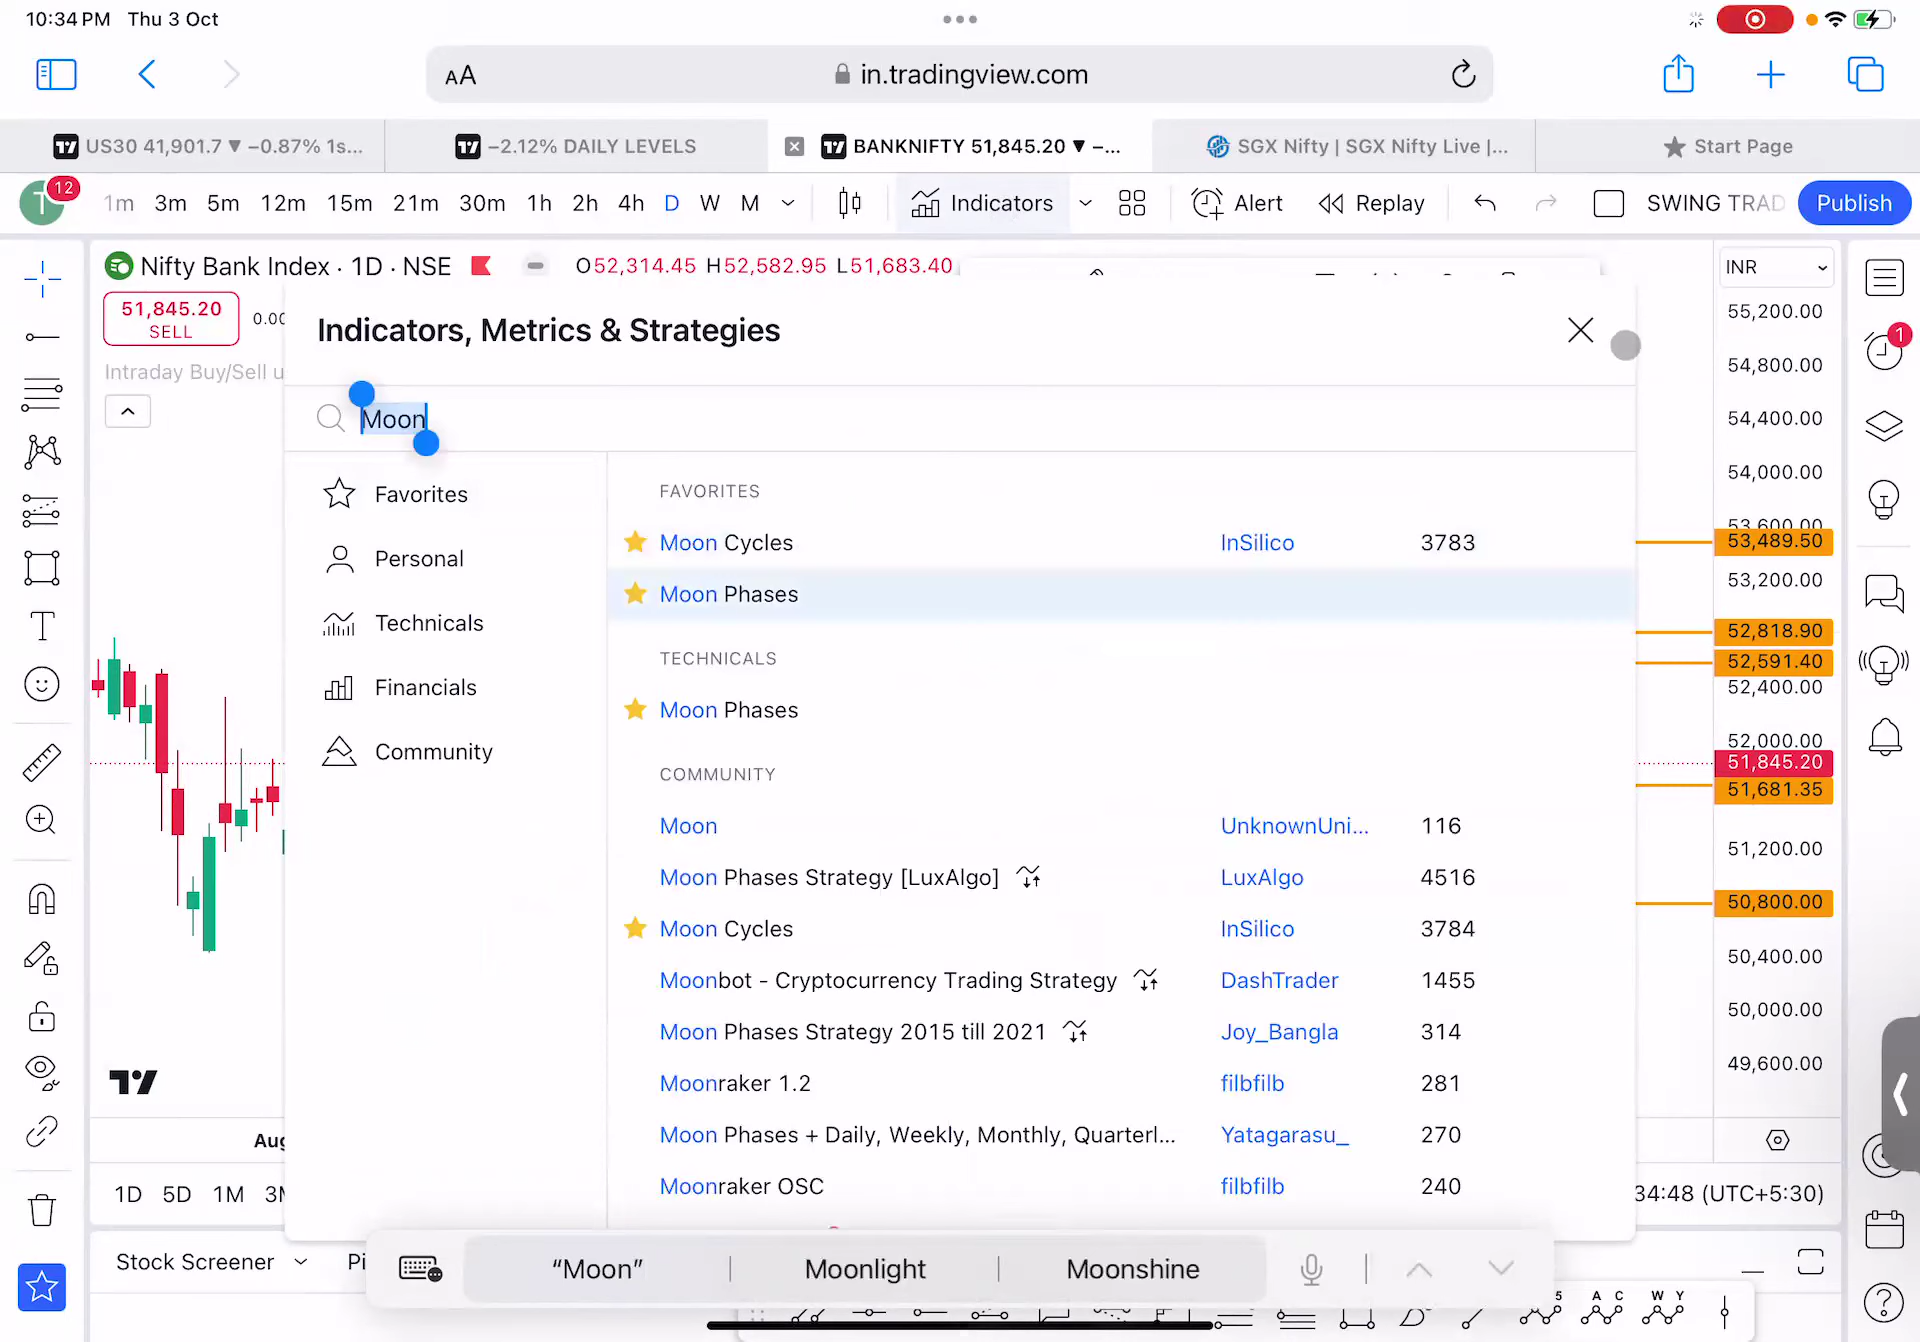 10:34 PM Thu 3 Oct
AA in.tradingview.com
US30 41,901.7 ▼ −0.87% 1s...
−2.12% DAILY LEVELS
BANKNIFTY 51,845.20 ▼ −...
SGX Nifty | SGX Nifty Live |...
Start Page
T 12 1m 3m 5m 12m 15m 21m 30m 1h 2h 4h D W M Indicators Alert Replay SWING TRAD Publish
Nifty Bank Index · 1D · NSE O52,314.45 H52,582.95 L51,683.40
INR
51,845.20
SELL
0.00
Intraday Buy/Sell u
Indicators, Metrics & Strategies
Moon
Favorites
Personal
Technicals
Financials
Community
FAVORITES
Moon Cycles InSilico 3783
Moon Phases
TECHNICALS
Moon Phases
COMMUNITY
Moon UnknownUni... 116
Moon Phases Strategy [LuxAlgo] LuxAlgo 4516
Moon Cycles InSilico 3784
Moonbot - Cryptocurrency Trading Strategy DashTrader 1455
Moon Phases Strategy 2015 till 2021 Joy_Bangla 314
Moonraker 1.2 filbfilb 281
Moon Phases + Daily, Weekly, Monthly, Quarterl... Yatagarasu_ 270
Moonraker OSC filbfilb 240
55,200.00
54,800.00
54,400.00
54,000.00
53,600.00
53,489.50
53,200.00
52,818.90
52,591.40
52,400.00
52,000.00
51,845.20
51,681.35
51,200.00
50,800.00
50,400.00
50,000.00
49,600.00
1
Aug
1D 5D 1M 3M
34:48 (UTC+5:30)
Stock Screener Pi
“Moon” Moonlight Moonshine
5 A C W Y